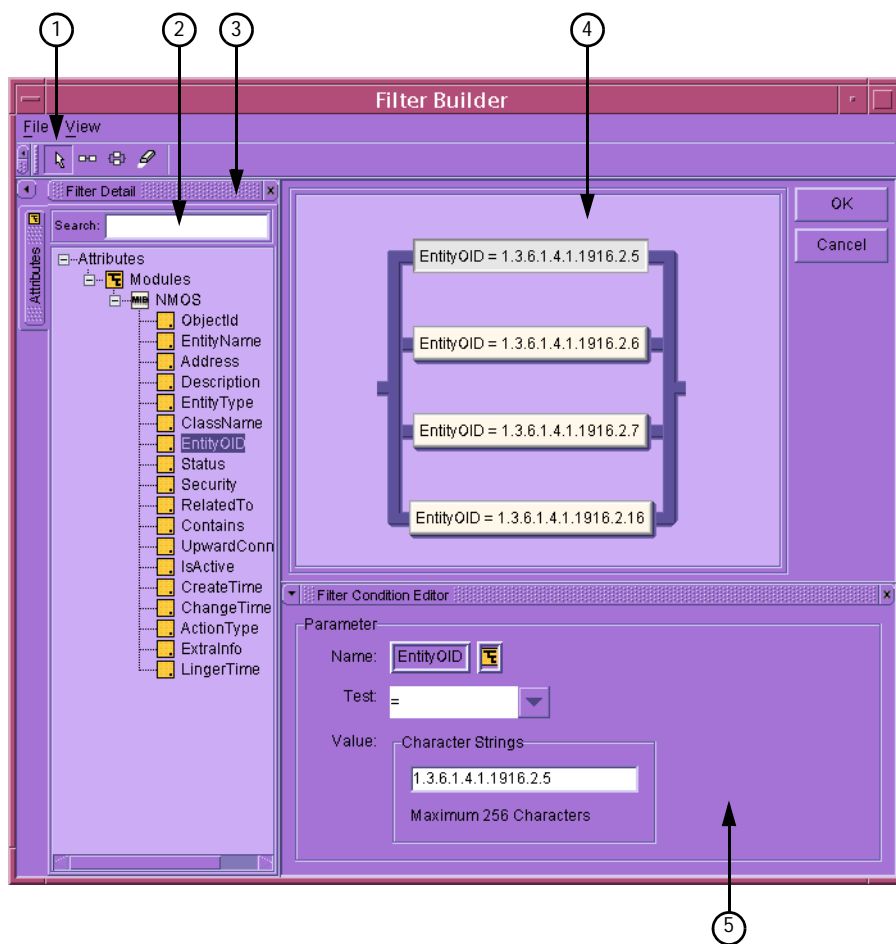 1 2 3 4
Filter Builder
File View
Filter Detail
OK
Cancel
Search:
Attributes
Attributes
Modules
MIB NMOS
ObjectId
EntityName
Address
Description
EntityType
ClassName
EntityOID
Status
Security
RelatedTo
Contains
UpwardConn
IsActive
CreateTime
ChangeTime
ActionType
ExtraInfo
LingerTime
EntityOID = 1.3.6.1.4.1.1916.2.5
EntityOID = 1.3.6.1.4.1.1916.2.6
EntityOID = 1.3.6.1.4.1.1916.2.7
EntityOID = 1.3.6.1.4.1.1916.2.16
Filter Condition Editor
Parameter
Name: EntityOID
Test: =
Value: Character Strings
1.3.6.1.4.1.1916.2.5
Maximum 256 Characters
5